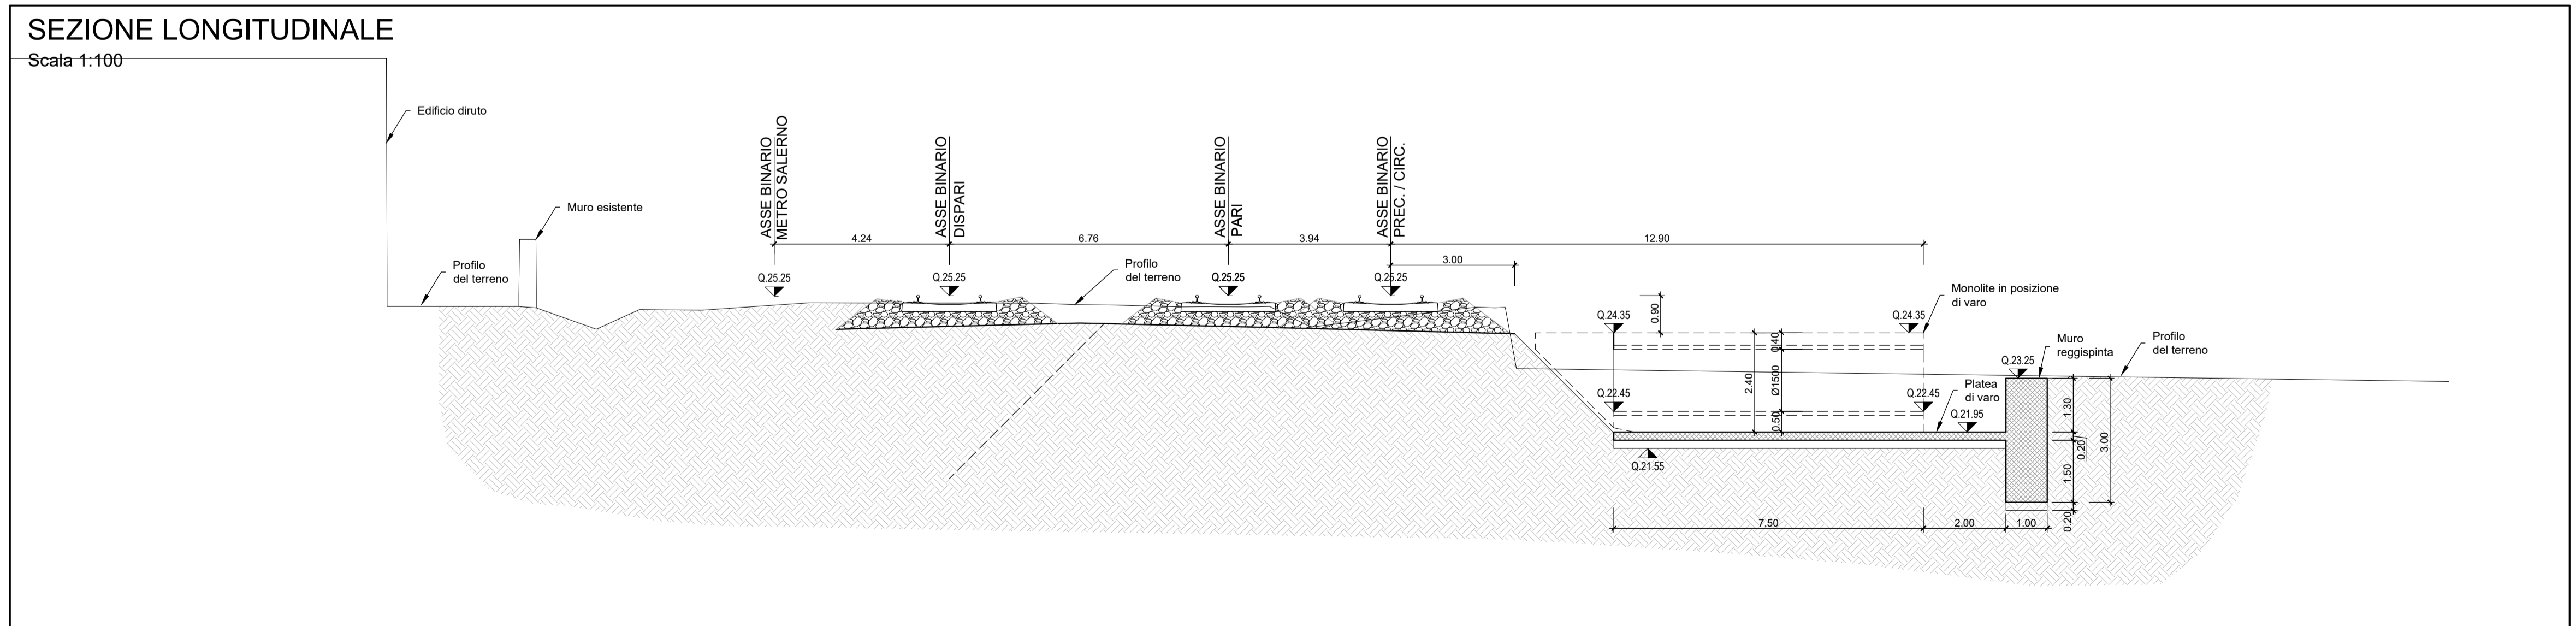 SEZIONE LONGITUDINALE
Scala 1:100
Edificio diruto
Muro esistente
Profilo
del terreno
ASSE BINARIO
METRO SALERNO
ASSE BINARIO
DISPARI
ASSE BINARIO
PARI
ASSE BINARIO
PREC. / CIRC.
4.24
6.76
3.94
12.90
3.00
Q.25.25
Q.25.25
Profilo
del terreno
Q.25.25
Q.25.25
0.90
Monolite in posizione
di varo
Q.24.35
Q.24.35
0.40
2.40
Ø1500
0.50
Q.22.45
Q.22.45
Muro
reggispinta
Profilo
del terreno
Q.23.25
Platea
di varo
Q.21.95
Q.21.55
1.30
0.20
3.00
1.50
0.20
7.50
2.00
1.00